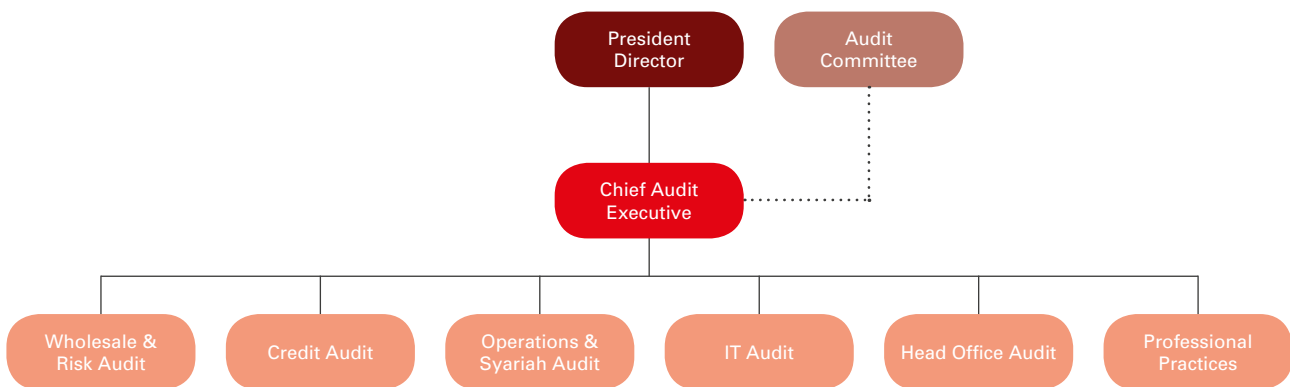 President
Director
Audit
Committee
Chief Audit
Executive
Wholesale &
Risk Audit
Credit Audit
Operations &
Syariah Audit
IT Audit
Head Office Audit
Professional
Practices